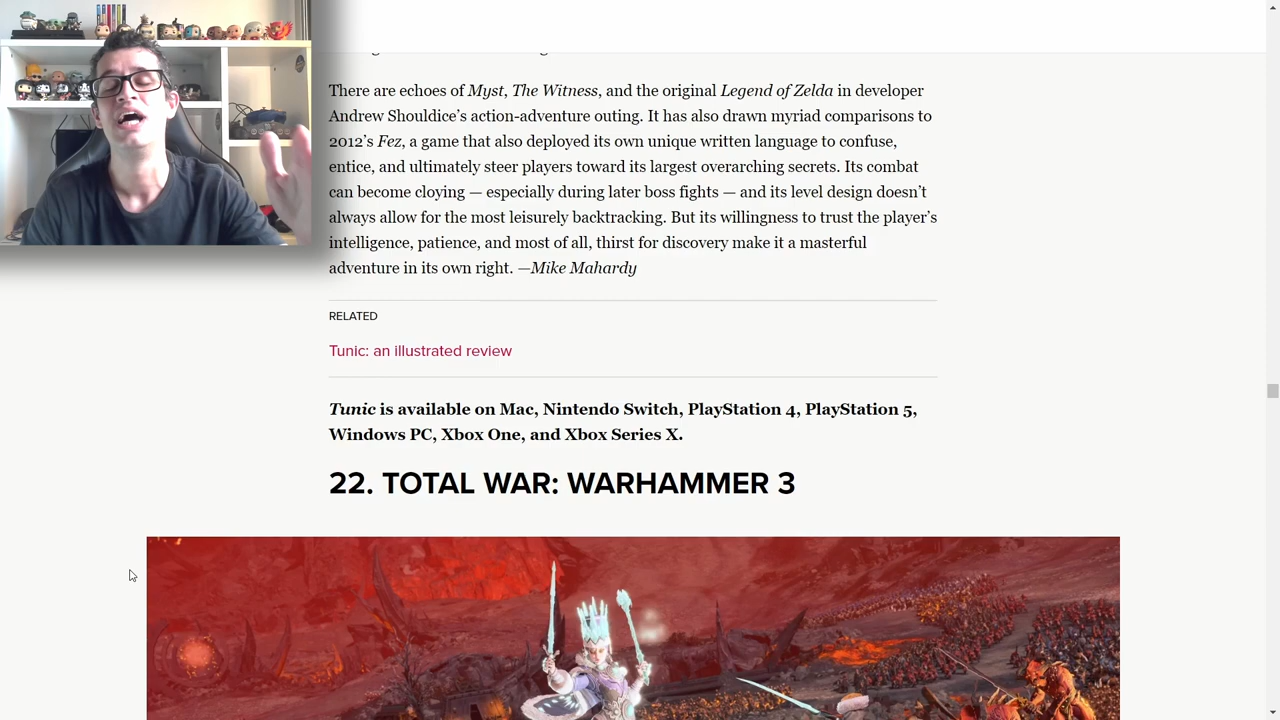 There are echoes of Myst, The Witness, and the original Legend of Zelda in developer
Andrew Shouldice’s action-adventure outing. It has also drawn myriad comparisons to
2012’s Fez, a game that also deployed its own unique written language to confuse,
entice, and ultimately steer players toward its largest overarching secrets. Its combat
can become cloying — especially during later boss fights — and its level design doesn’t
always allow for the most leisurely backtracking. But its willingness to trust the player’s
intelligence, patience, and most of all, thirst for discovery make it a masterful
adventure in its own right. —Mike Mahardy
RELATED
Tunic: an illustrated review
Tunic is available on Mac, Nintendo Switch, PlayStation 4, PlayStation 5,
Windows PC, Xbox One, and Xbox Series X.
22. TOTAL WAR: WARHAMMER 3